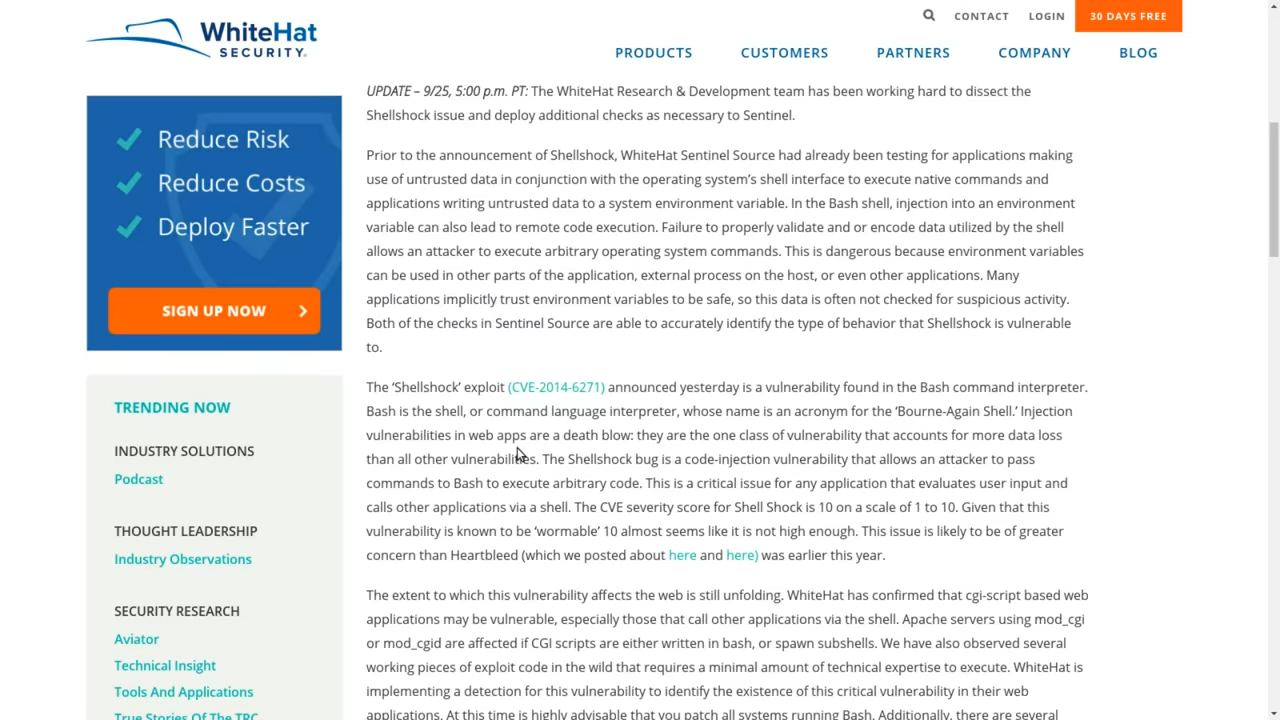 WhiteHat
SECURITY.
CONTACT
LOGIN
30 DAYS FREE
PRODUCTS
CUSTOMERS
PARTNERS
COMPANY
BLOG
Reduce Risk
Reduce Costs
Deploy Faster
SIGN UP NOW
TRENDING NOW
INDUSTRY SOLUTIONS
Podcast
THOUGHT LEADERSHIP
Industry Observations
SECURITY RESEARCH
Aviator
Technical Insight
Tools And Applications
True Stories Of The TRC
UPDATE – 9/25, 5:00 p.m. PT: The WhiteHat Research & Development team has been working hard to dissect the
Shellshock issue and deploy additional checks as necessary to Sentinel.
Prior to the announcement of Shellshock, WhiteHat Sentinel Source had already been testing for applications making
use of untrusted data in conjunction with the operating system’s shell interface to execute native commands and
applications writing untrusted data to a system environment variable. In the Bash shell, injection into an environment
variable can also lead to remote code execution. Failure to properly validate and or encode data utilized by the shell
allows an attacker to execute arbitrary operating system commands. This is dangerous because environment variables
can be used in other parts of the application, external process on the host, or even other applications. Many
applications implicitly trust environment variables to be safe, so this data is often not checked for suspicious activity.
Both of the checks in Sentinel Source are able to accurately identify the type of behavior that Shellshock is vulnerable
to.
The ‘Shellshock’ exploit (CVE-2014-6271) announced yesterday is a vulnerability found in the Bash command interpreter.
Bash is the shell, or command language interpreter, whose name is an acronym for the ‘Bourne-Again Shell.’ Injection
vulnerabilities in web apps are a death blow: they are the one class of vulnerability that accounts for more data loss
than all other vulnerabilities. The Shellshock bug is a code-injection vulnerability that allows an attacker to pass
commands to Bash to execute arbitrary code. This is a critical issue for any application that evaluates user input and
calls other applications via a shell. The CVE severity score for Shell Shock is 10 on a scale of 1 to 10. Given that this
vulnerability is known to be ‘wormable’ 10 almost seems like it is not high enough. This issue is likely to be of greater
concern than Heartbleed (which we posted about here and here) was earlier this year.
The extent to which this vulnerability affects the web is still unfolding. WhiteHat has confirmed that cgi-script based web
applications may be vulnerable, especially those that call other applications via the shell. Apache servers using mod_cgi
or mod_cgid are affected if CGI scripts are either written in bash, or spawn subshells. We have also observed several
working pieces of exploit code in the wild that requires a minimal amount of technical expertise to execute. WhiteHat is
implementing a detection for this vulnerability to identify the existence of this critical vulnerability in their web
applications. At this time is highly advisable that you patch all systems running Bash. Additionally, there are several